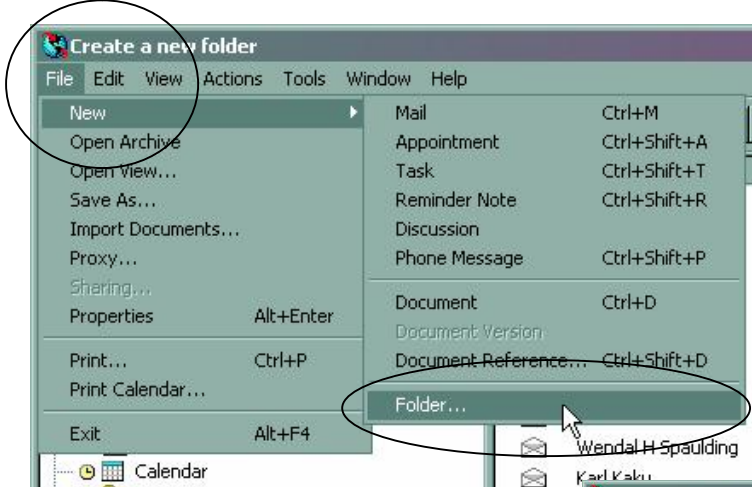 Create a new folder
File Edit View Actions Tools Window Help
New
Open Archive
Open View...
Save As...
Import Documents...
Proxy...
Sharing...
Properties Alt+Enter
Print... Ctrl+P
Print Calendar...
Exit Alt+F4
Mail Ctrl+M
Appointment Ctrl+Shift+A
Task Ctrl+Shift+T
Reminder Note Ctrl+Shift+R
Discussion
Phone Message Ctrl+Shift+P
Document Ctrl+D
Document Version
Document Reference... Ctrl+Shift+D
Folder...
Calendar
Wendal H Spaulding
Karl Kaku